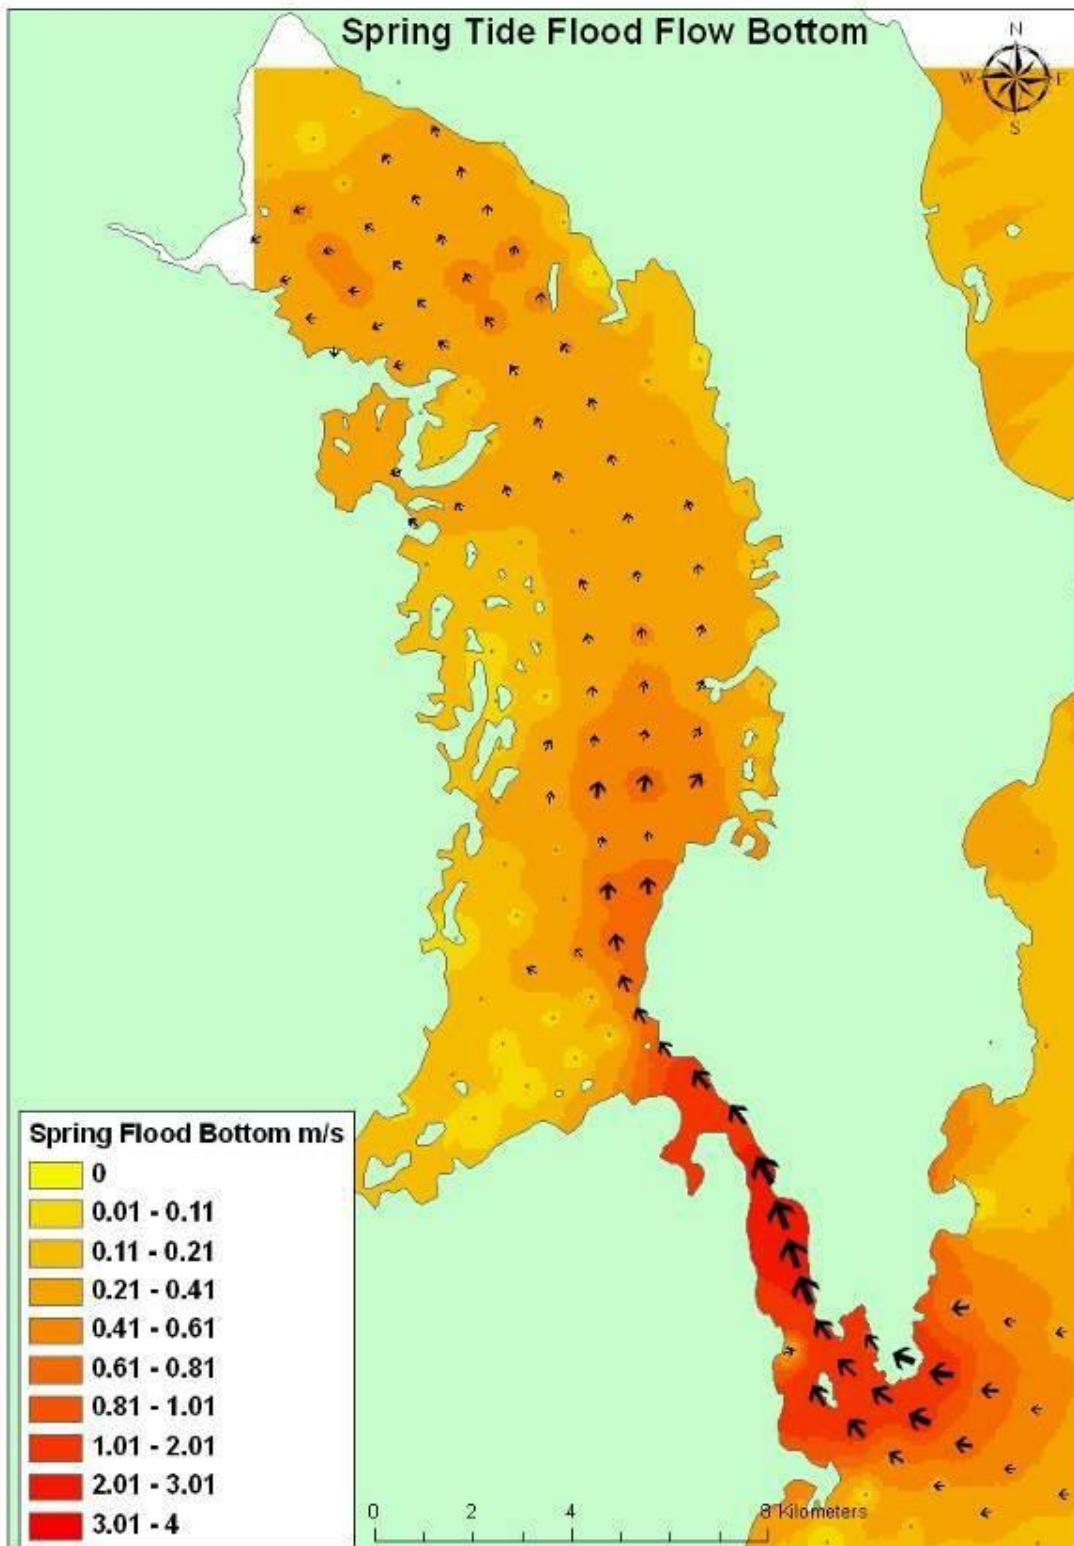 Spring Tide Flood Flow Bottom
N
W E
S
Spring Flood Bottom m/s
0
0.01 - 0.11
0.11 - 0.21
0.21 - 0.41
0.41 - 0.61
0.61 - 0.81
0.81 - 1.01
1.01 - 2.01
2.01 - 3.01
3.01 - 4
0 2 4 8 Kilometers